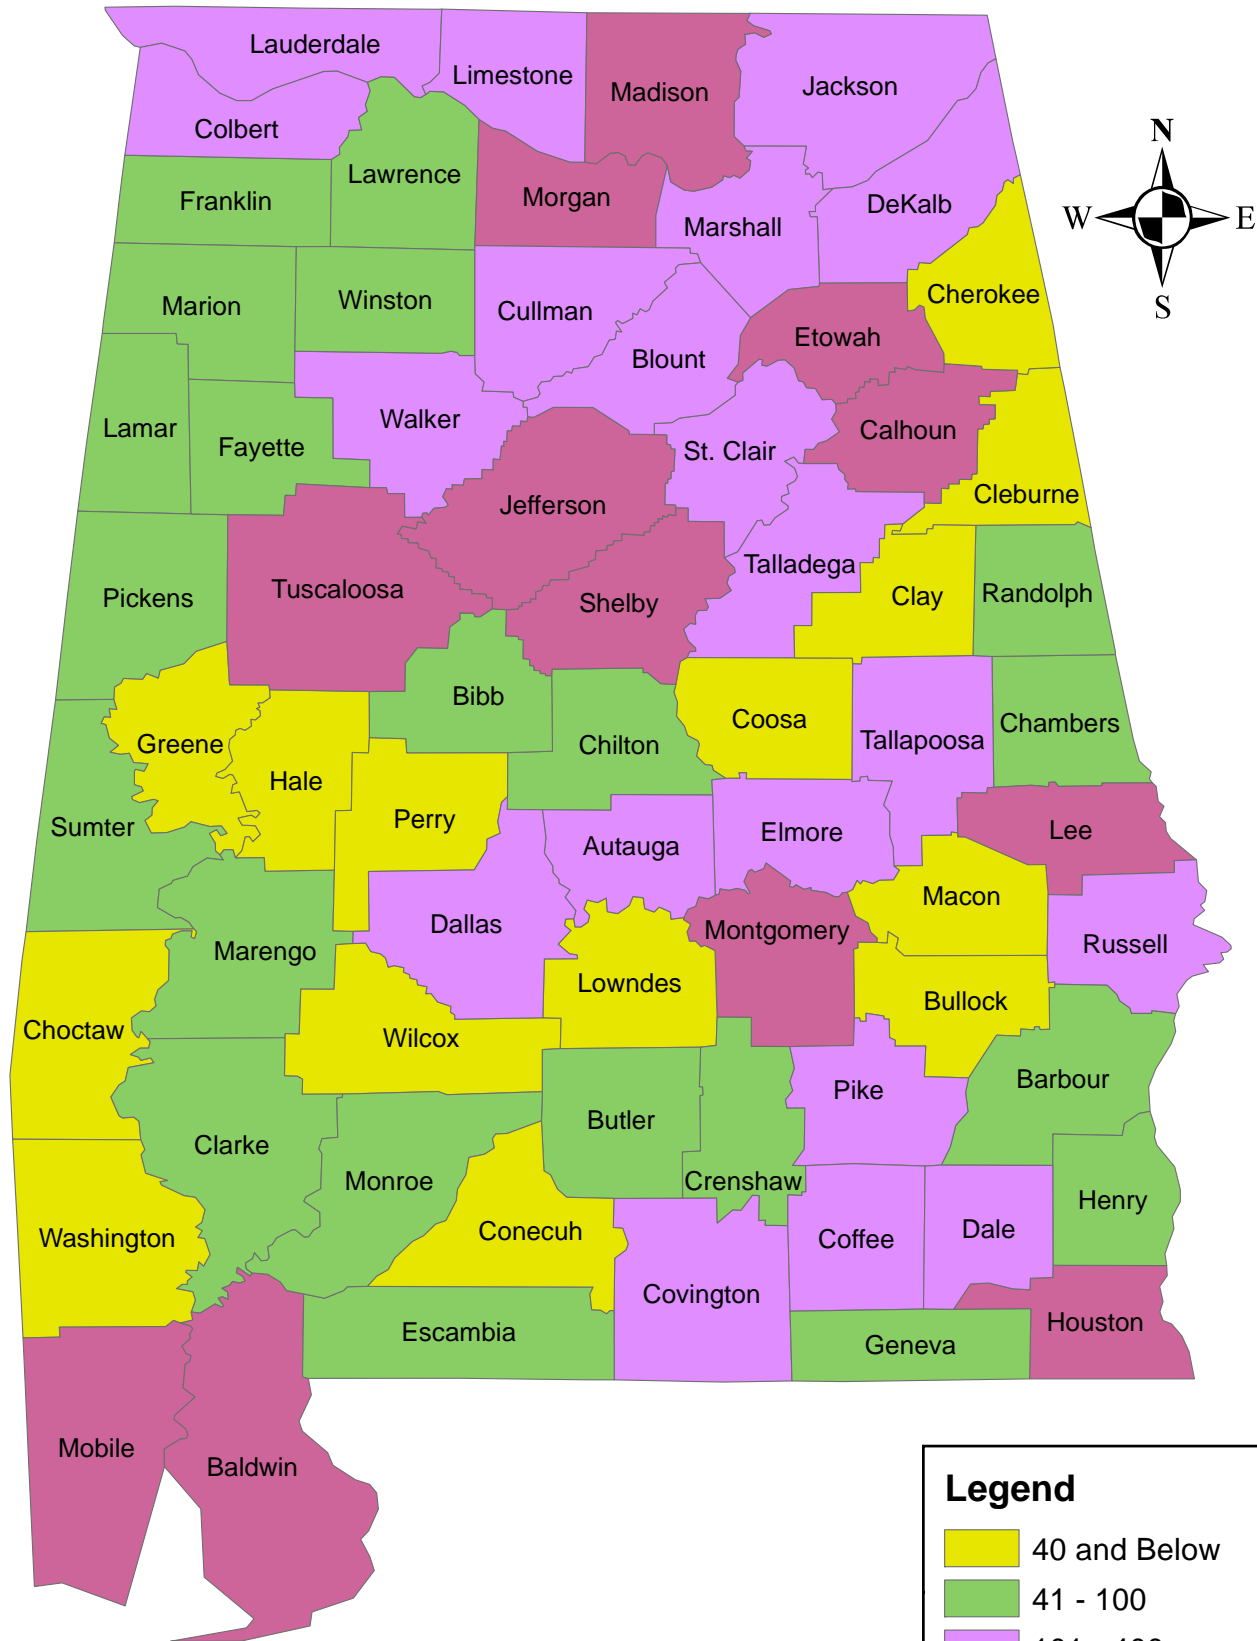 Lauderdale
Limestone
Madison
Jackson
Colbert
N
Lawrence
Franklin
Morgan
DeKalb
W
E
Marshall
S
Cherokee
Marion
Winston
Cullman
Etowah
Blount
Walker
Lamar
Calhoun
Fayette
St. Clair
Cleburne
Jefferson
Talladega
Tuscaloosa
Pickens
Shelby
Clay
Randolph
Bibb
Coosa
Chambers
Greene
Chilton
Tallapoosa
Hale
Perry
Sumter
Autauga
Elmore
Lee
Macon
Dallas
Montgomery
Marengo
Russell
Lowndes
Bullock
Choctaw
Wilcox
Barbour
Pike
Butler
Clarke
Monroe
Crenshaw
Henry
Washington
Conecuh
Coffee
Dale
Covington
Escambia
Houston
Geneva
Mobile
Baldwin
Legend
40 and Below
41 - 100